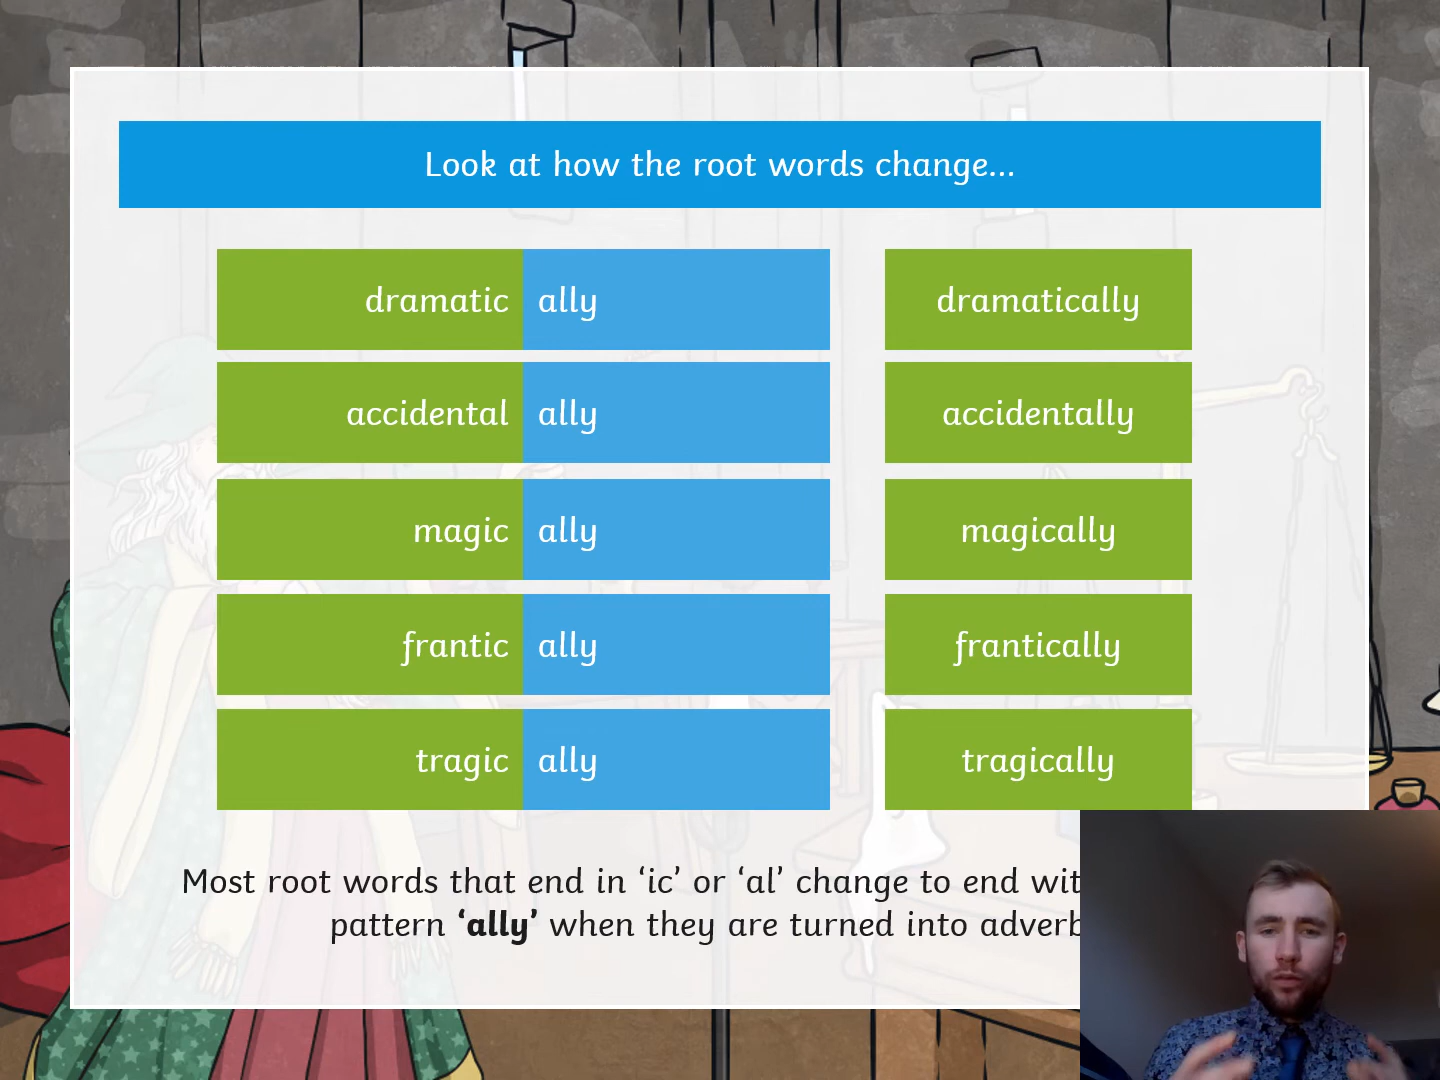 Look at how the root words change...
dramatic ally dramatically
accidental ally accidentally
magic ally magically
frantic ally frantically
tragic ally tragically
Most root words that end in ‘ic’ or ‘al’ change to end
pattern ‘ally’ when they are turned into